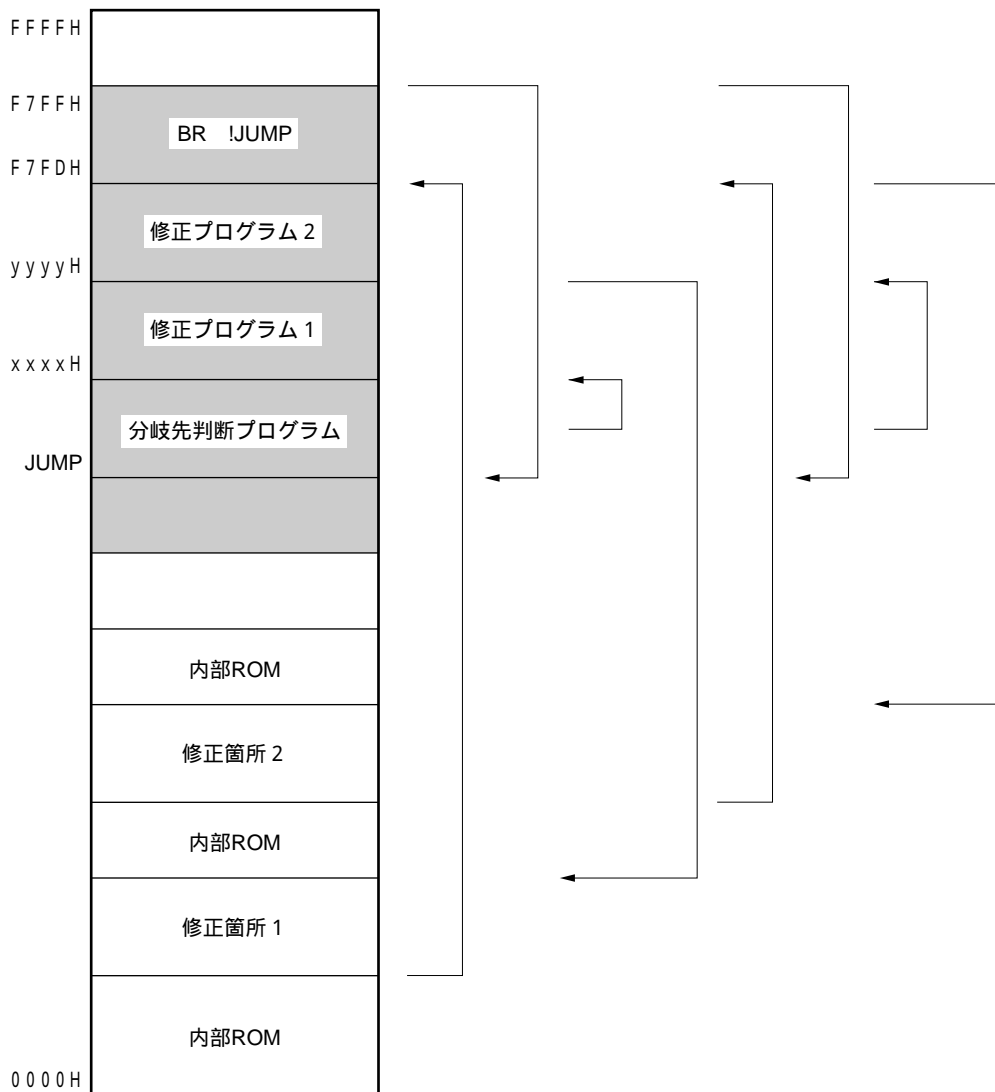 FFFFH
F7FFH
BR !JUMP
F7FDH
修正プログラム2
yyyyH
修正プログラム1
xxxxH
分岐先判断プログラム
JUMP
内部ROM
修正箇所2
内部ROM
修正箇所1
内部ROM
0000H